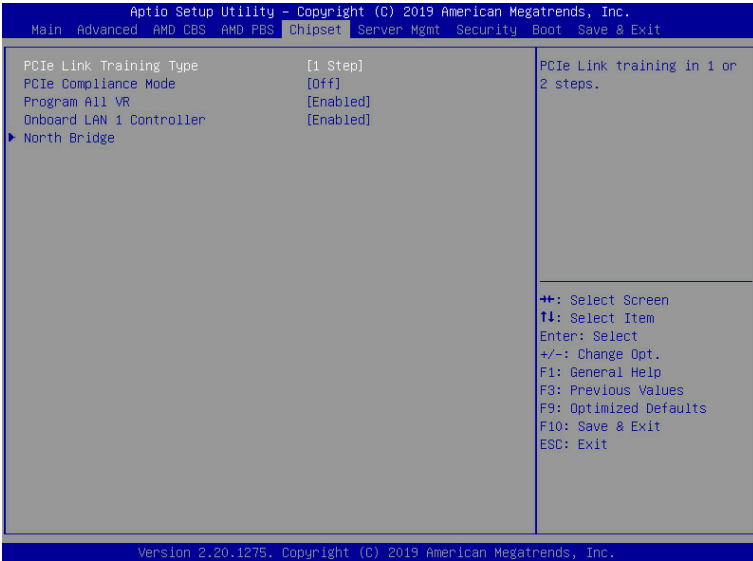 Aptio Setup Utility – Copyright (C) 2019 American Megatrends, Inc.
Main Advanced AMD CBS AMD PBS Chipset Server Mgmt Security Boot Save & Exit
PCIe Link Training Type [1 Step]
PCIe Compliance Mode [Off]
Program All VR [Enabled]
Onboard LAN 1 Controller [Enabled]
▶ North Bridge
PCIe Link training in 1 or
2 steps.
→←: Select Screen
↑↓: Select Item
Enter: Select
+/-: Change Opt.
F1: General Help
F3: Previous Values
F9: Optimized Defaults
F10: Save & Exit
ESC: Exit
Version 2.20.1275. Copyright (C) 2019 American Megatrends, Inc.